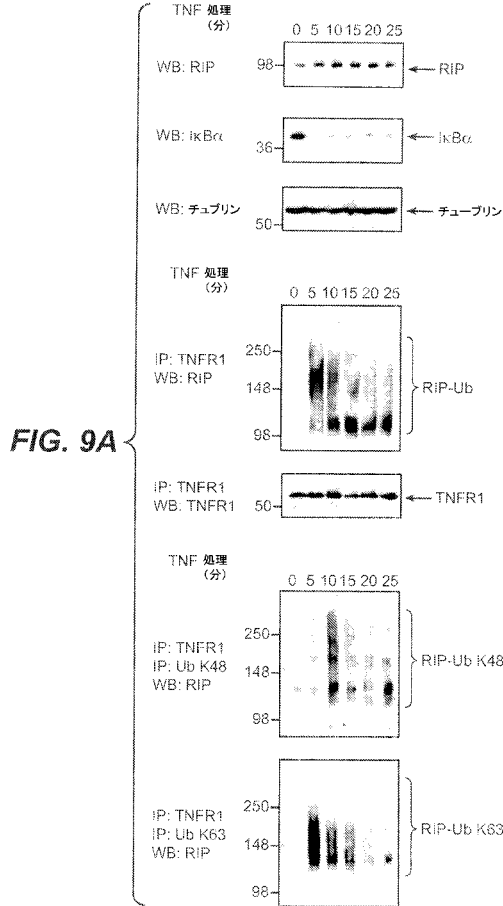 TNF 処理
(分)
0 5 10 15 20 25
WB: RIP
98
RIP
WB: IκBα
36
IκBα
WB: チュブリン
50
チューブリン
TNF 処理
(分)
0 5 10 15 20 25
IP: TNFR1
WB: RIP
250
148
98
RIP-Ub
FIG. 9A
IP: TNFR1
WB: TNFR1
50
TNFR1
TNF 処理
(分)
0 5 10 15 20 25
IP: TNFR1
IP: Ub K48
WB: RIP
250
148
98
RIP-Ub K48
IP: TNFR1
IP: Ub K63
WB: RIP
250
148
98
RIP-Ub K63